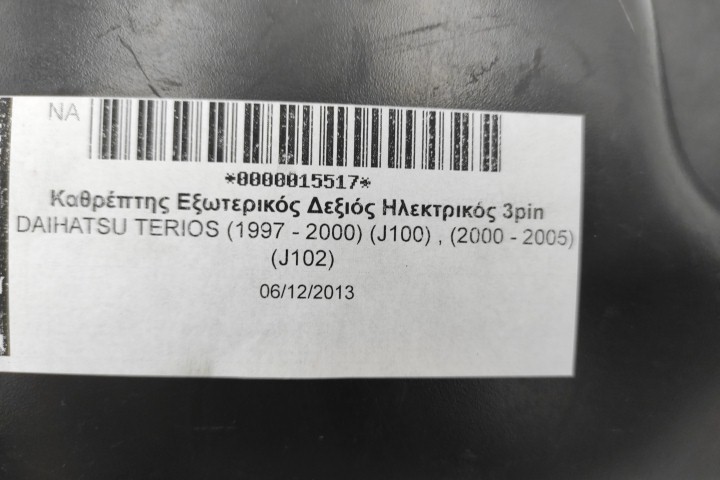 NA
*0000015517*
Καθρέπτης Εξωτερικός Δεξιός Ηλεκτρικός 3pin
DAIHATSU TERIOS (1997 - 2000) (J100) , (2000 - 2005)
(J102)
06/12/2013